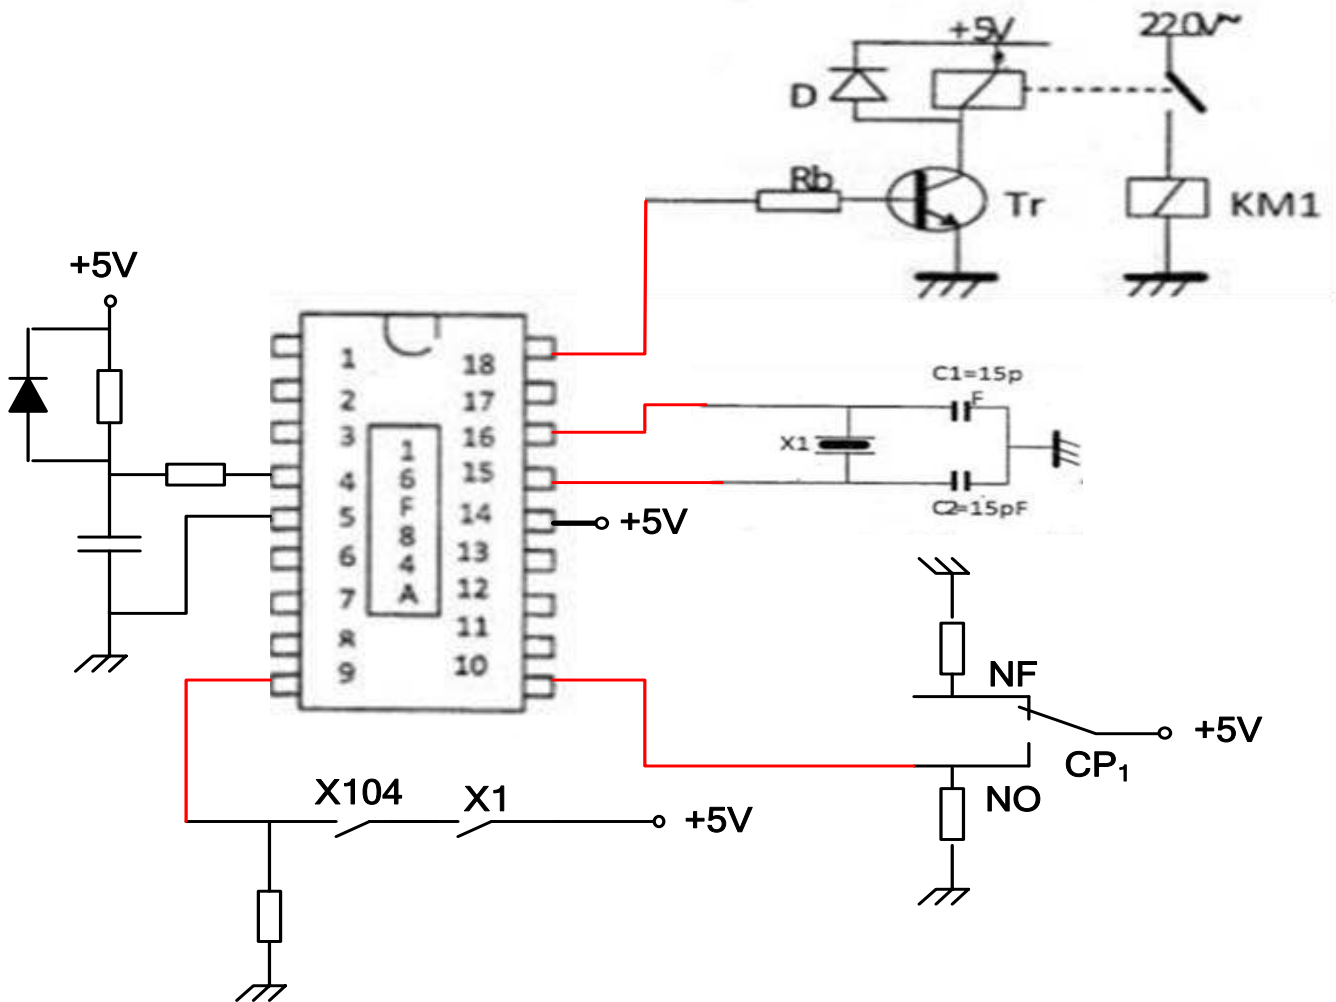 +5V
220V~
D
Rb
Tr
KM1
+5V
1
18
2
17
3
16
4
15
5
14
6
13
7
12
8
11
9
10
1
6
F
8
4
A
C1=15p
F
X1
C2=15pF
+5V
NF
+5V
CP₁
NO
X104
X1
+5V